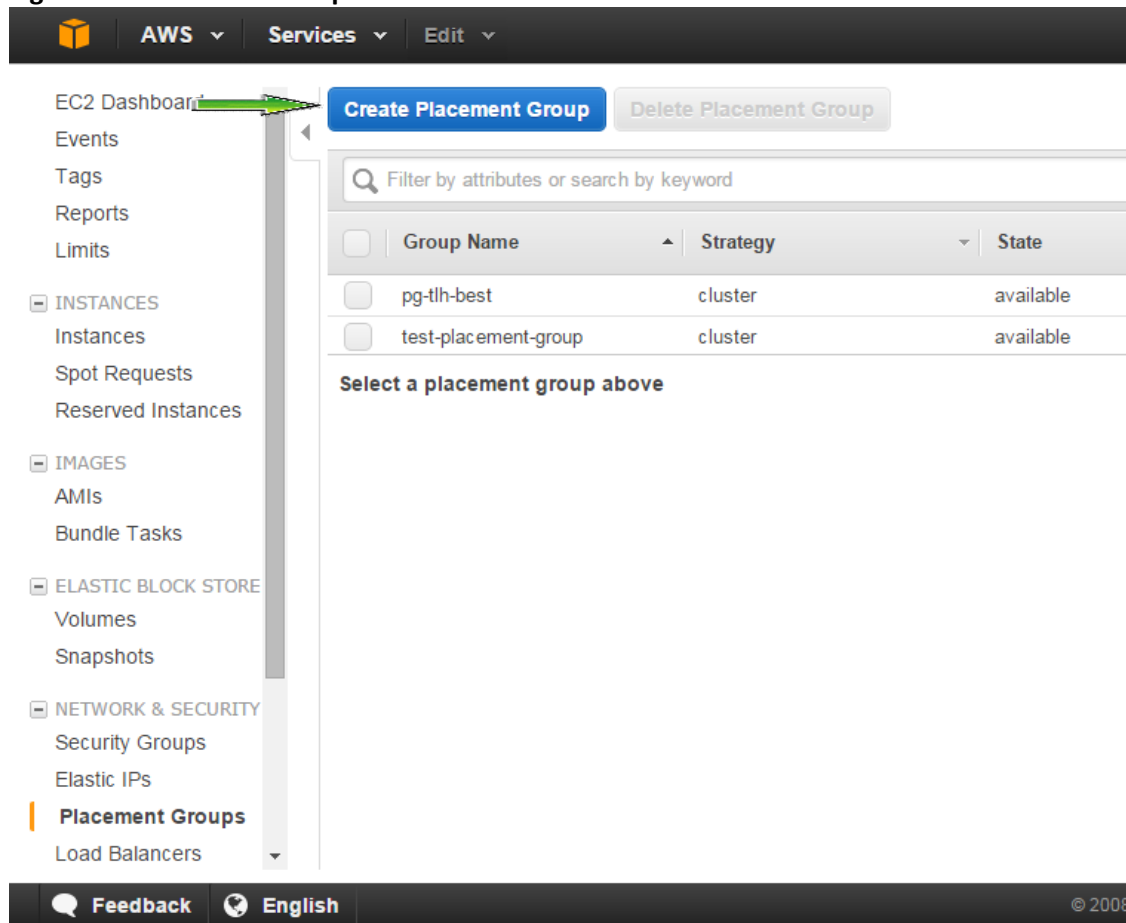 AWS Services Edit
EC2 Dashboard
Events
Tags
Reports
Limits
INSTANCES
Instances
Spot Requests
Reserved Instances
IMAGES
AMIs
Bundle Tasks
ELASTIC BLOCK STORE
Volumes
Snapshots
NETWORK & SECURITY
Security Groups
Elastic IPs
Placement Groups
Load Balancers
Create Placement Group Delete Placement Group
Filter by attributes or search by keyword
Group Name Strategy State
pg-tlh-best cluster available
test-placement-group cluster available
Select a placement group above
Feedback English © 2008